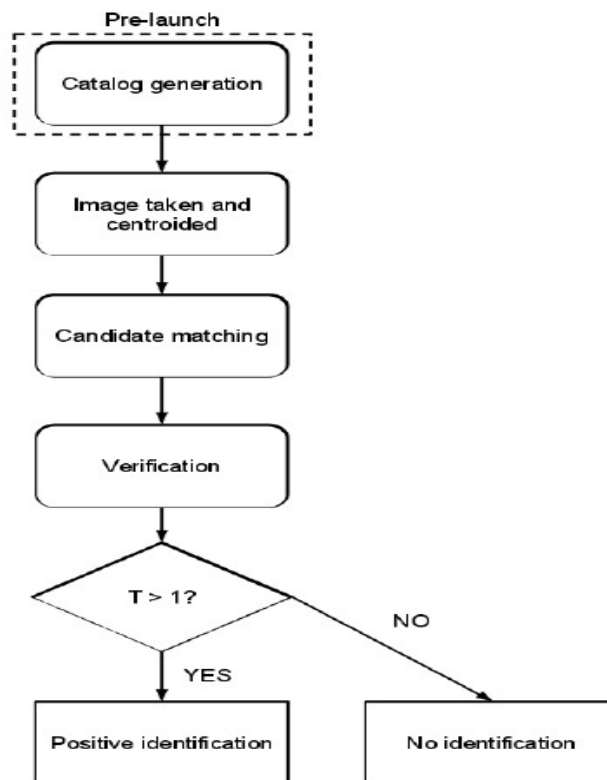 Pre-launch
Catalog generation
Image taken and
centroided
Candidate matching
Verification
T > 1?
NO
YES
Positive identification
No identification